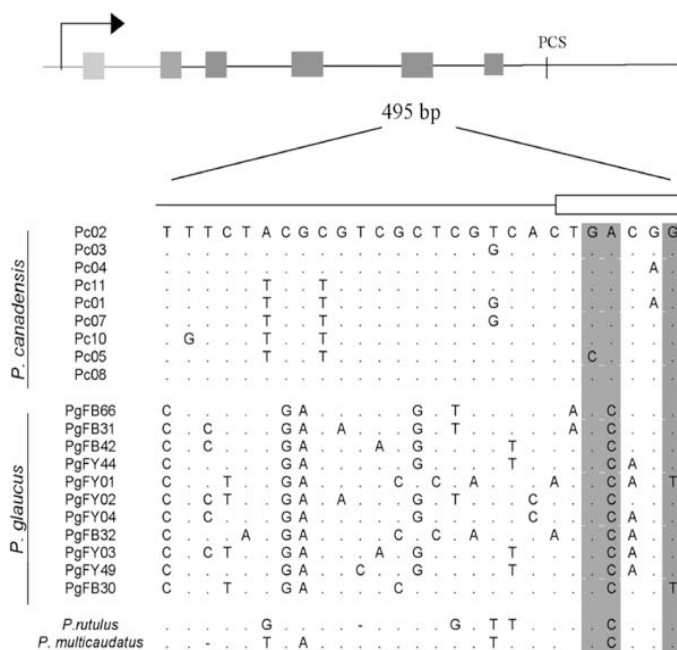 PCS
495 bp
P. canadensis
Pc02 T T T C T A C G C G T C G C T C G T C A C T G A C G G
Pc03 . . . . . . . . . . . . . . . . . G . . . . . . . . .
Pc04 . . . . . . . . . . . . . . . . . . . . . . . . . A .
Pc11 . . . . . T . . T . . . . . . . . . . . . . . . . . .
Pc01 . . . . . T . . T . . . . . . . . G . . . . . . . A .
Pc07 . . . . . T . . T . . . . . . . . G . . . . . . . . .
Pc10 . G . . . T . . T . . . . . . . . . . . . . . . . . .
Pc05 . . . . . T . . T . . . . . . . . . . . . . C . . . .
Pc08 . . . . . . . . . . . . . . . . . . . . . . . . . . .
P. glaucus
PgFB66 C . . . . . G A . . . . . G . T . . . . . A . C . . .
PgFB31 C . C . . . G A . A . . . G . T . . . . . A . C . . .
PgFB42 C . C . . . G A . . . A . G . . . . T . . . . C . . .
PgFY44 C . . . . . G A . . . . . G . . . . T . . . . C A . .
PgFY01 C . . T . . G A . . . . C . C . A . . . A . . C A . T
PgFY02 C . C T . . G A . A . . . G . T . . . C . . . C . . .
PgFY04 C . C . . . G A . . . . . G . . . . . C . . . C A . .
PgFB32 C . . . A . G A . . . . C . C . A . . . A . . C A . .
PgFY03 C . C T . . G A . . . A . G . . . . T . . . . C A . .
PgFY49 C . . . . . G A . . C . . G . . . . T . . . . C A . .
PgFB30 C . . T . . G A . . . . C . . . . . . . . . . C . . T
P.rutulus . . . . . G . . . . - . . . . G . T T . . . . C . . .
P. multicaudatus . . - . . T . A . . . . . . . . . T . . . . . C . . .